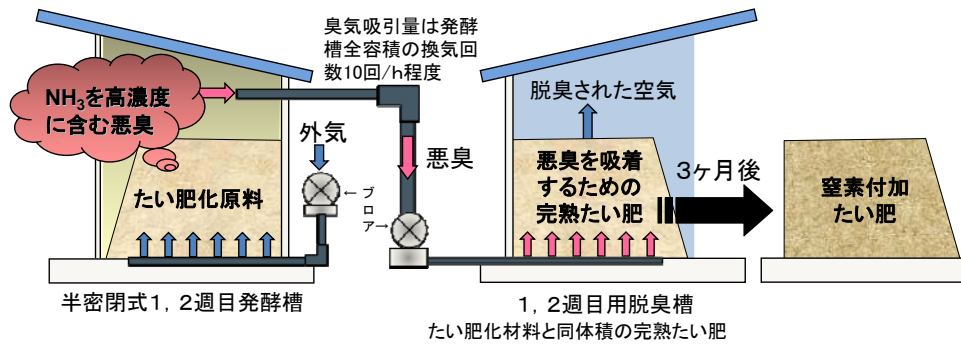 臭気吸引量は発酵
槽全容積の換気回
数10回/h程度
NH₃を高濃度
に含む悪臭
たい肥化原料
外気
ブロア
悪臭
脱臭された空気
悪臭を吸着
するための
完熟たい肥
3ヶ月後
窒素付加
たい肥
半密閉式1，2週目発酵槽
1，2週目用脱臭槽
たい肥化材料と同体積の完熟たい肥